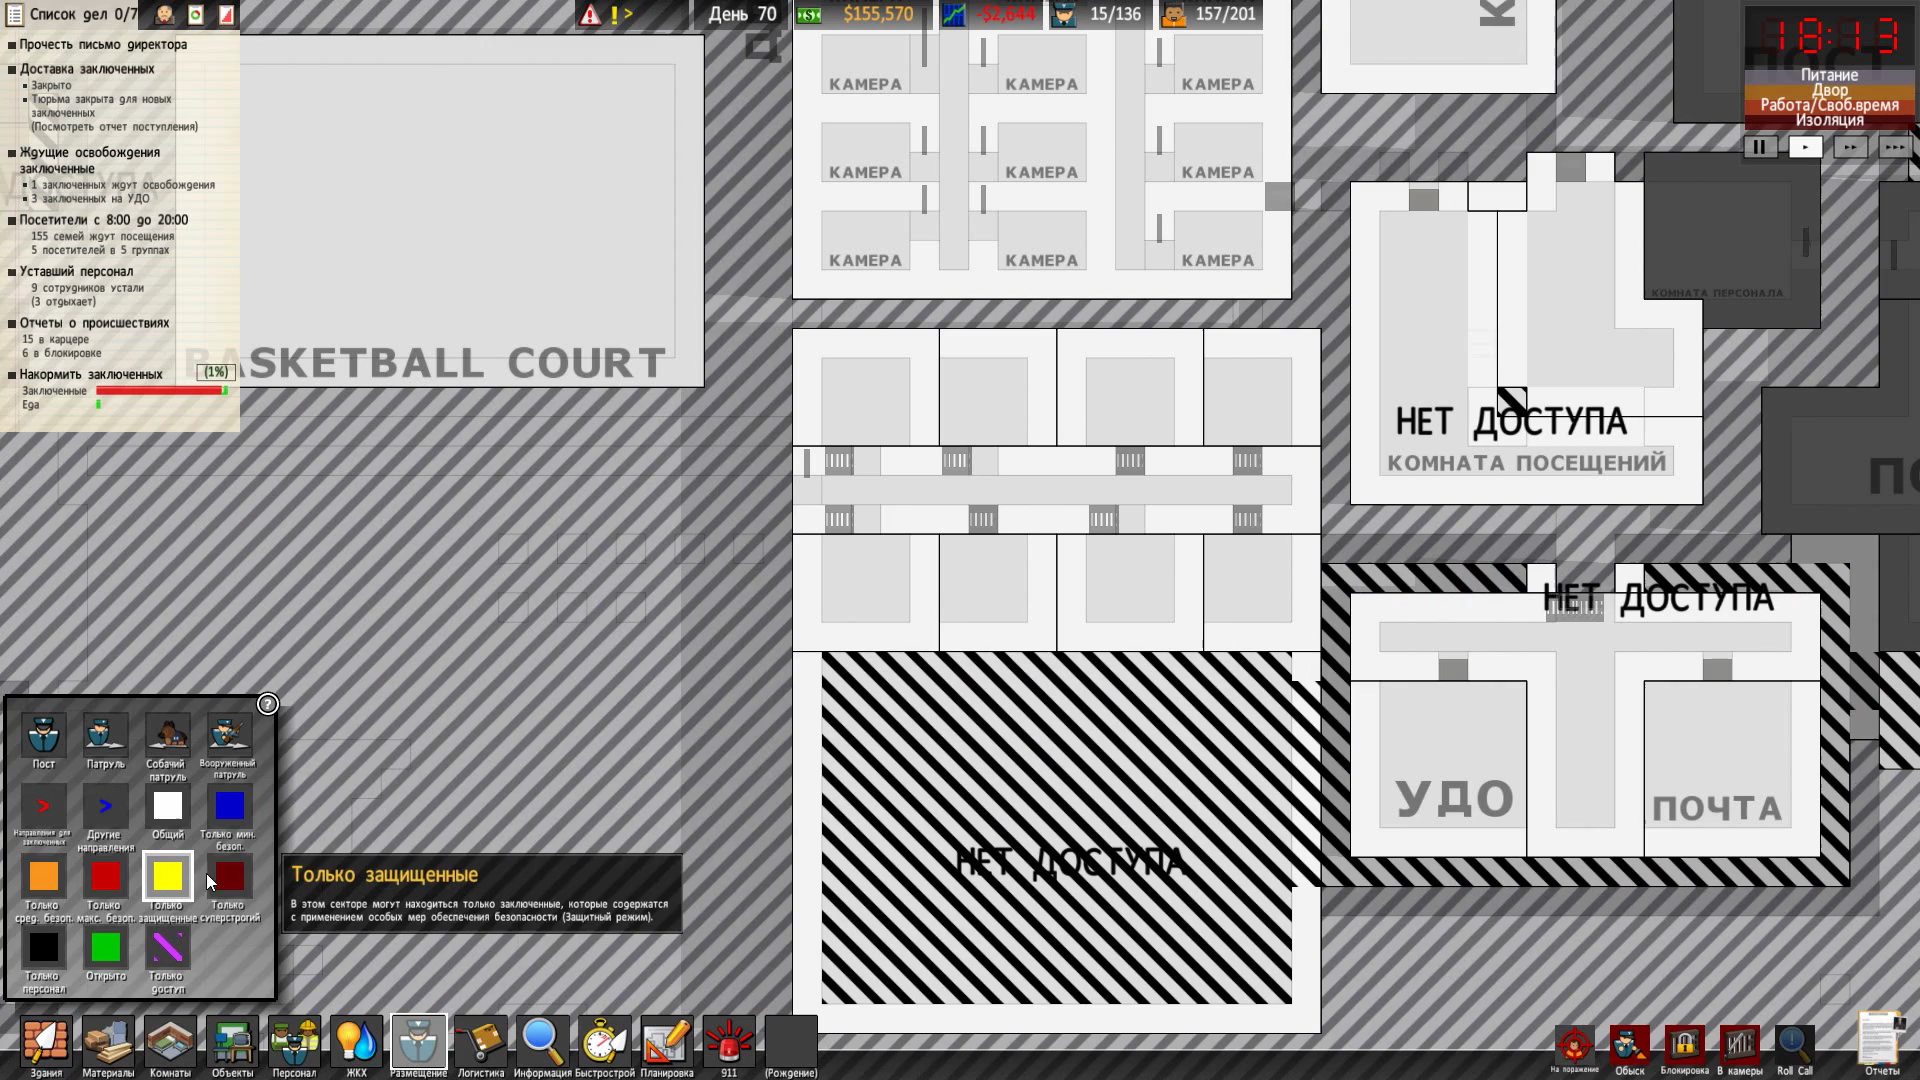 Список дел 0/7
День 70
$155,570
-$2,644
15/136
157/201
18:13
Питание
Двор
Работа/Своб.время
Изоляция
Прочесть письмо директора
Доставка заключенных
Закрыто
Тюрьма закрыта для новых
заключенных
(Посмотреть отчет поступления)
Ждущие освобождения
заключенные
1 заключенных ждут освобождения
3 заключенных на УДО
Посетители с 8:00 до 20:00
155 семей ждут посещения
5 посетителей в 5 группах
Уставший персонал
9 сотрудников устали
(3 отдыхает)
Отчеты о происшествиях
15 в карцере
6 в блокировке
Накормить заключенных (1%)
Заключенные
Еда
BASKETBALL COURT
КАМЕРА КАМЕРА КАМЕРА
КАМЕРА КАМЕРА КАМЕРА
КАМЕРА КАМЕРА КАМЕРА
КОМНАТА ПЕРСОНАЛА
НЕТ ДОСТУПА
КОМНАТА ПОСЕЩЕНИЙ
НЕТ ДОСТУПА
УДО
ПОЧТА
НЕТ ДОСТУПА
Пост
Патруль
Собачий
патруль
Вооруженный
патруль
Направления для
заключенных
Другие
направления
Общий
Только мин.
безоп.
Только
сред. безоп.
Только
макс. безоп.
Только
защищенные
Только
суперстрогий
Только
персонал
Открыто
Только
доступ
Только защищенные
В этом секторе могут находиться только заключенные, которые содержатся
с применением особых мер обеспечения безопасности (Защитный режим).
Здания
Материалы
Комнаты
Объекты
Персонал
ЖКХ
Размещение
Логистика
Информация
Быстрострой
Планировка
911
(Рождение)
На поражение
Обыск
Блокировка
В камеры
Roll Call
Отчеты